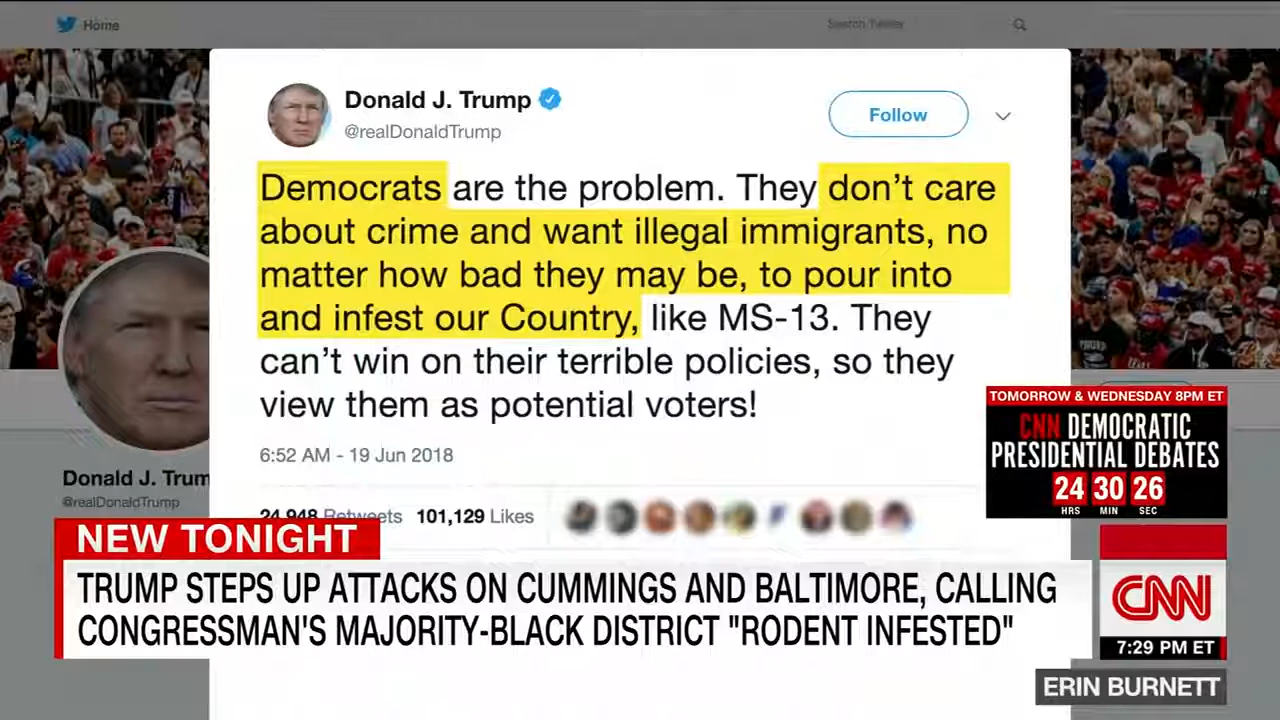 Home
Search Twitter
Donald J. Trump
@realDonaldTrump
Follow
Democrats are the problem. They don’t care
about crime and want illegal immigrants, no
matter how bad they may be, to pour into
and infest our Country, like MS-13. They
can’t win on their terrible policies, so they
view them as potential voters!
6:52 AM - 19 Jun 2018
24,948 Retweets 101,129 Likes
Donald J. Trum
@realDonaldTrump
TOMORROW & WEDNESDAY 8PM ET
CNN DEMOCRATIC
PRESIDENTIAL DEBATES
24 30 26
HRS MIN SEC
NEW TONIGHT
TRUMP STEPS UP ATTACKS ON CUMMINGS AND BALTIMORE, CALLING
CONGRESSMAN'S MAJORITY-BLACK DISTRICT "RODENT INFESTED"
CNN
7:29 PM ET
ERIN BURNETT